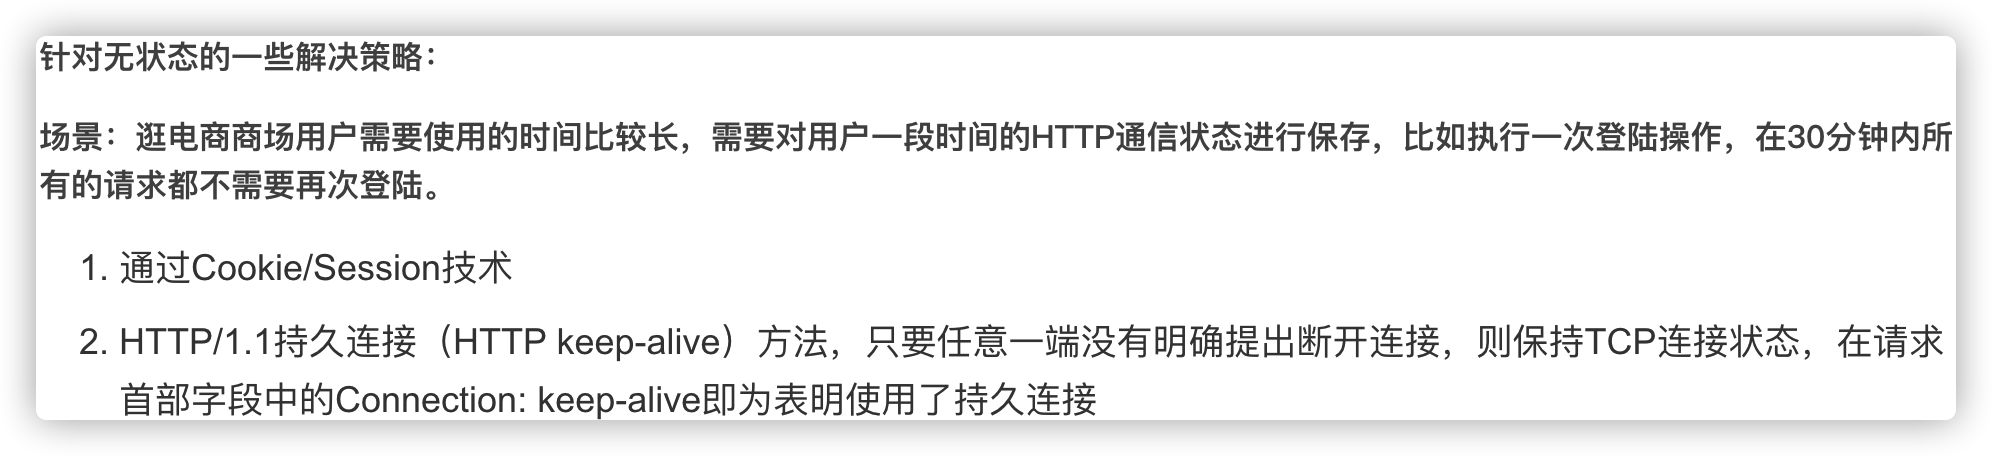 针对无状态的一些解决策略：
场景：逛电商商场用户需要使用的时间比较长，需要对用户一段时间的HTTP通信状态进行保存，比如执行一次登陆操作，在30分钟内所
有的请求都不需要再次登陆。
1. 通过Cookie/Session技术
2. HTTP/1.1持久连接（HTTP keep-alive）方法，只要任意一端没有明确提出断开连接，则保持TCP连接状态，在请求
首部字段中的Connection: keep-alive即为表明使用了持久连接